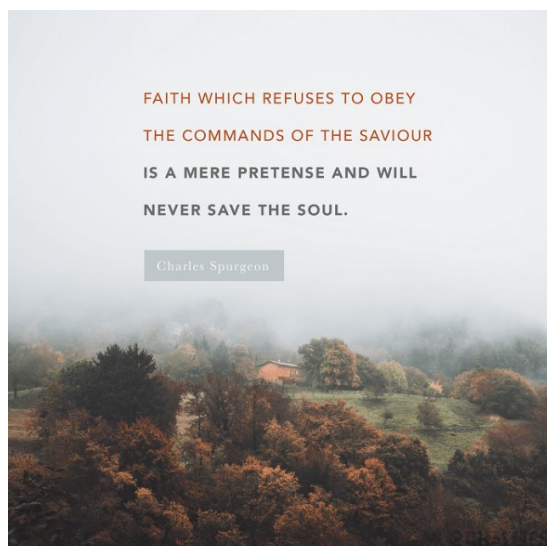 FAITH WHICH REFUSES TO OBEY
THE COMMANDS OF THE SAVIOUR
IS A MERE PRETENSE AND WILL
NEVER SAVE THE SOUL.
Charles Spurgeon